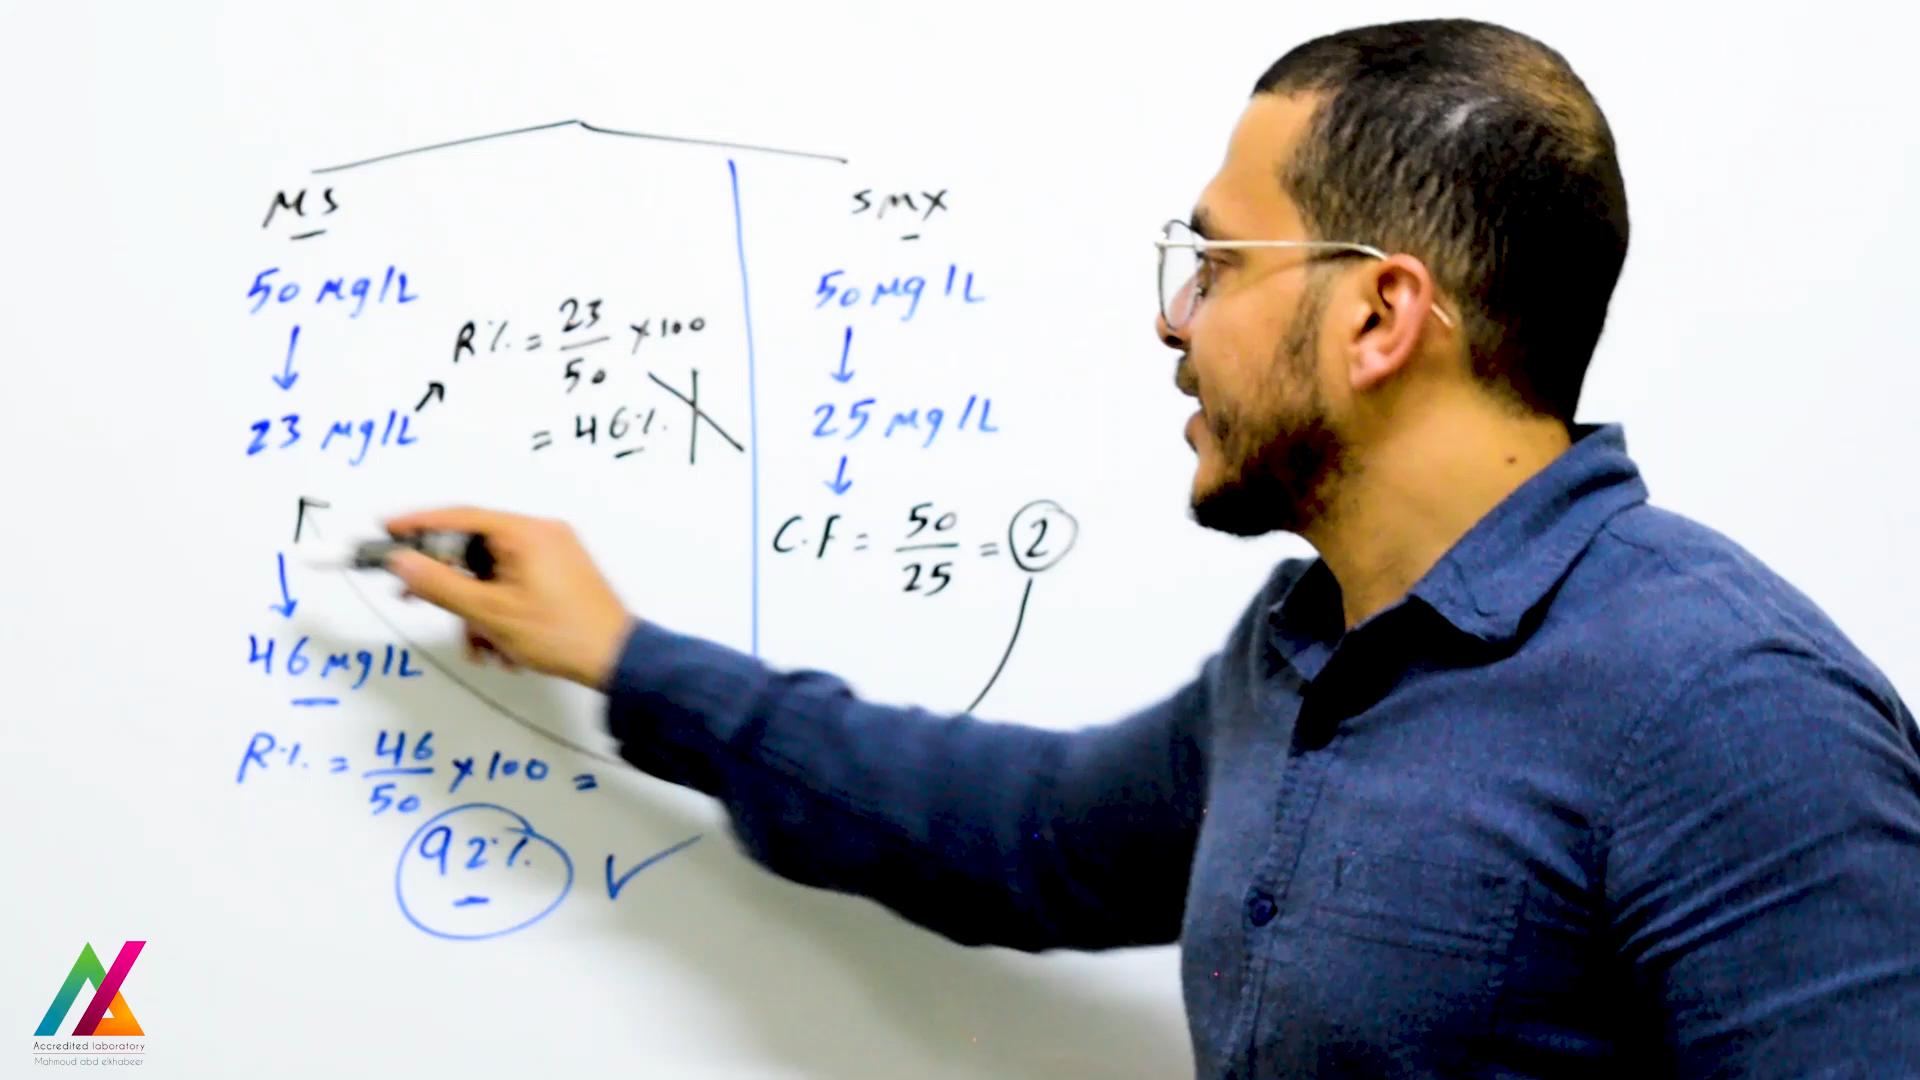 MS
50 Mg/L
23 Mg/L
R% = 23/50 x100
= 46%
46 Mg/L
R% = 46/50 x100 =
92%
SMX
50 Mg/L
25 Mg/L
C.F = 50/25 = 2
Accredited laboratory
Mahmoud abd elkhabeer